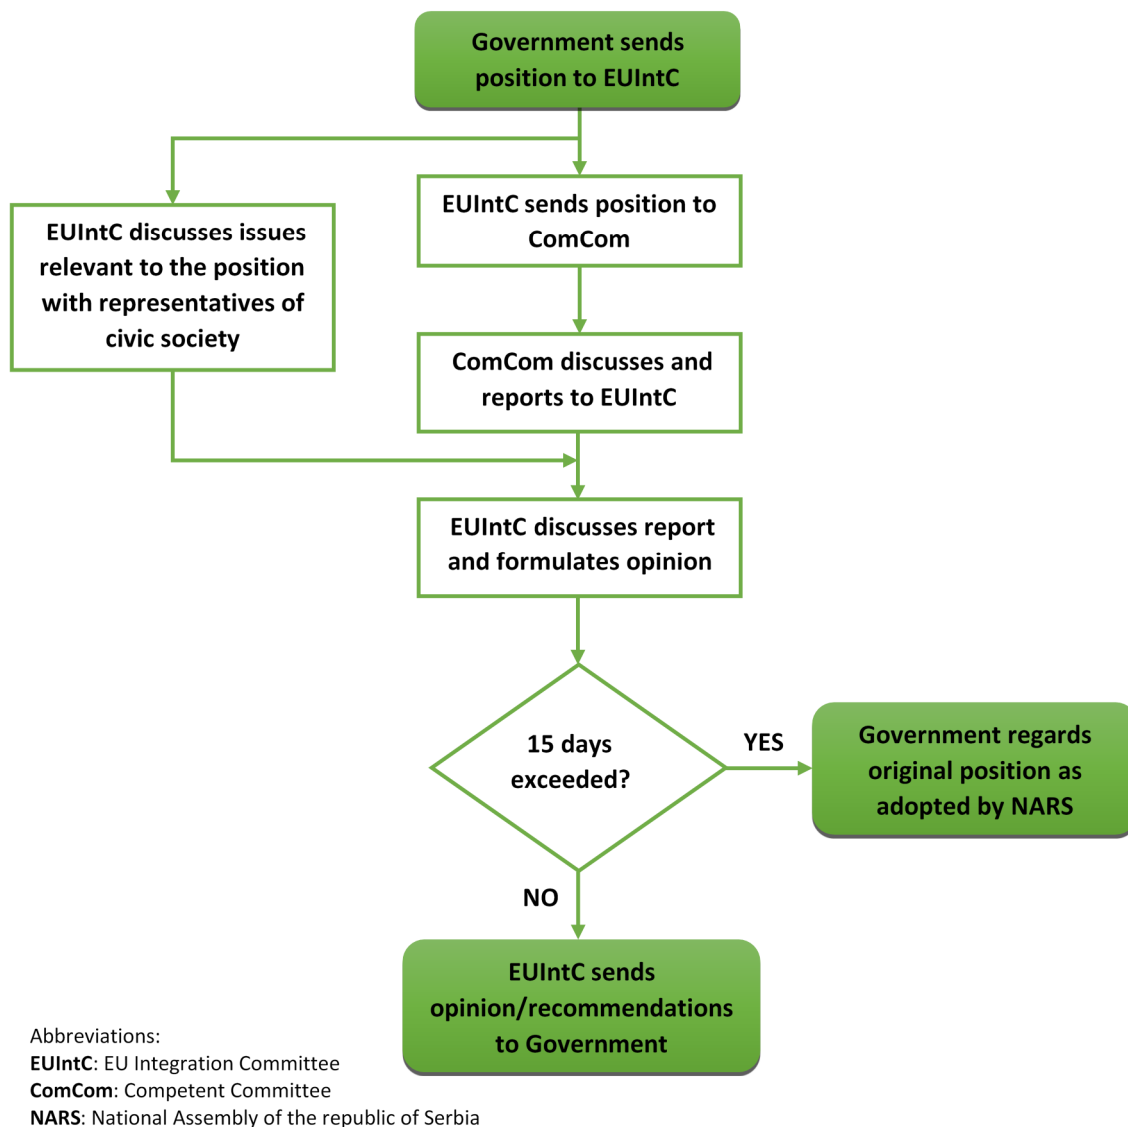 Government sends
position to EUIntC
EUIntC discusses issues
relevant to the position
with representatives of
civic society
EUIntC sends position to
ComCom
ComCom discusses and
reports to EUIntC
EUIntC discusses report
and formulates opinion
15 days
exceeded?
YES
Government regards
original position as
adopted by NARS
NO
EUIntC sends
opinion/recommendations
to Government
Abbreviations:
EUIntC: EU Integration Committee
ComCom: Competent Committee
NARS: National Assembly of the republic of Serbia